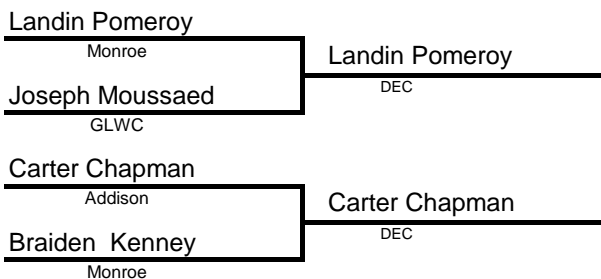 Landin Pomeroy
Monroe
Landin Pomeroy
DEC
Joseph Moussaed
GLWC
Carter Chapman
Addison
Carter Chapman
DEC
Braiden  Kenney
Monroe